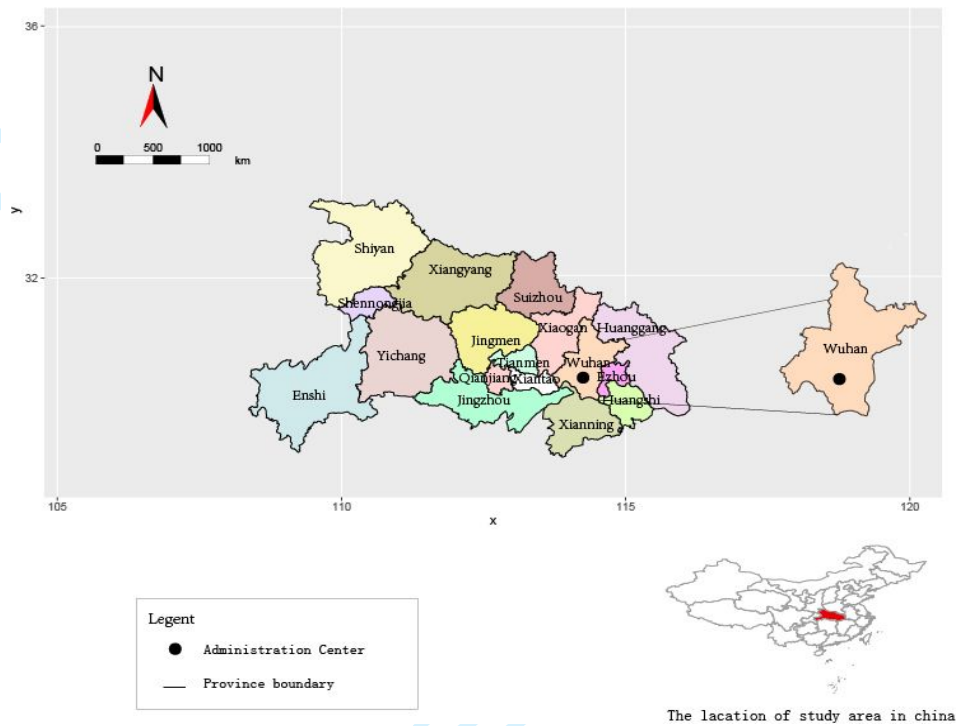 36
N
0 500 1000
km
y
32
Shiyan
Xiangyang
Shennongjia
Suizhou
Xiaogan
Huanggang
Jingmen
Yichang
Wuhan
Wuhan
Tianmen
Qianjiang
Xiantao
Ezhou
Enshi
Jingzhou
Huangshi
Xianning
105 110 115 120
x
Legent
Administration Center
Province boundary
The lacation of study area in china